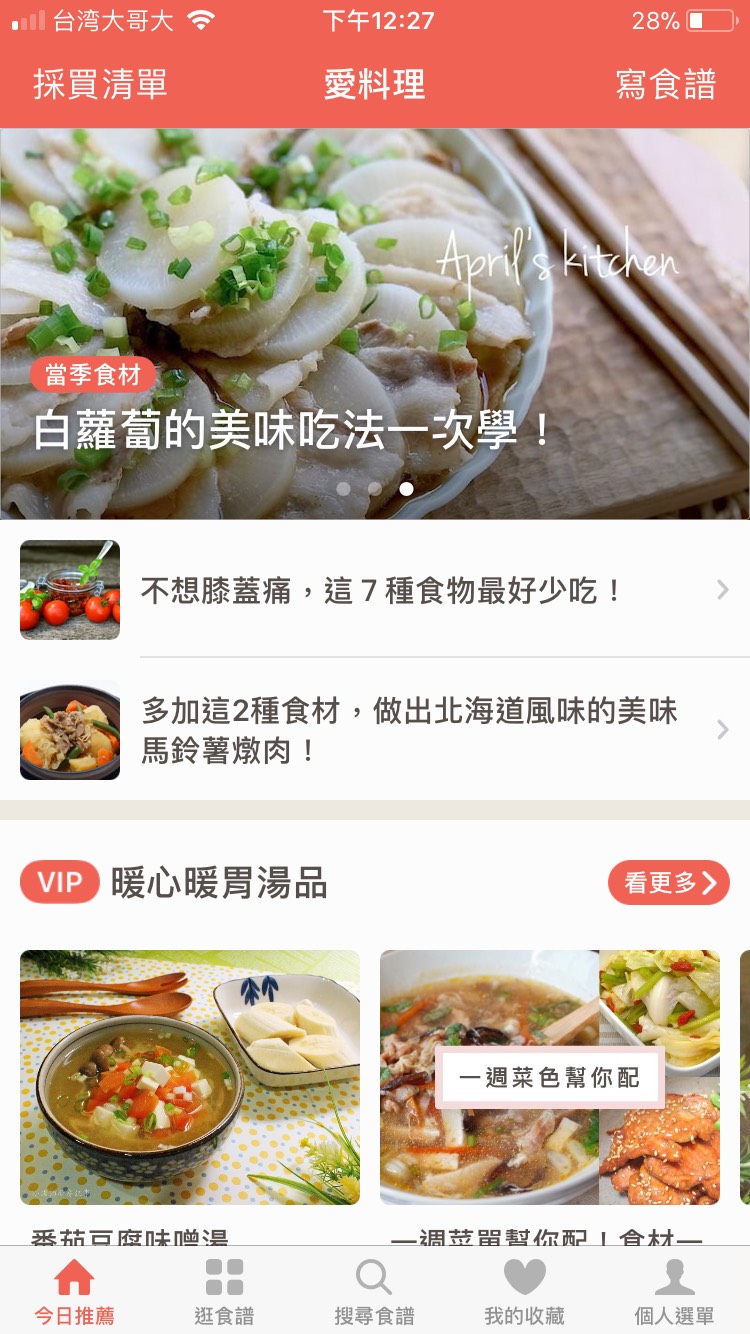 台湾大哥大
下午12:27
28%
採買清單
愛料理
寫食譜
April's kitchen
當季食材
白蘿蔔的美味吃法一次學！
不想膝蓋痛，這 7 種食物最好少吃！
多加這2種食材，做出北海道風味的美味
馬鈴薯燉肉！
VIP
暖心暖胃湯品
看更多
一週菜色幫你配
番茄豆腐味噌湯
一週菜單幫你配！食材一
今日推薦
逛食譜
搜尋食譜
我的收藏
個人選單